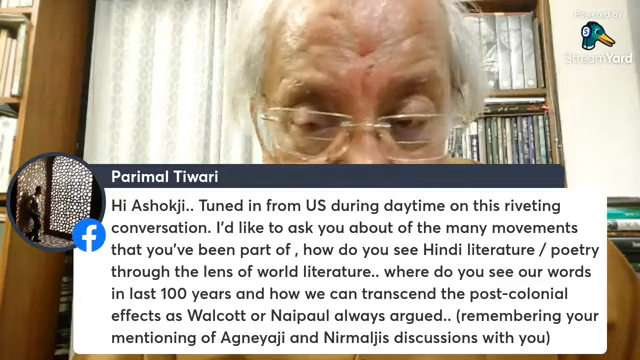 Powered by
StreamYard
Parimal Tiwari
Hi Ashokji.. Tuned in from US during daytime on this riveting
conversation. I'd like to ask you about of the many movements
that you've been part of , how do you see Hindi literature / poetry
through the lens of world literature.. where do you see our words
in last 100 years and how we can transcend the post-colonial
effects as Walcott or Naipaul always argued.. (remembering your
mentioning of Agneyaji and Nirmaljis discussions with you)